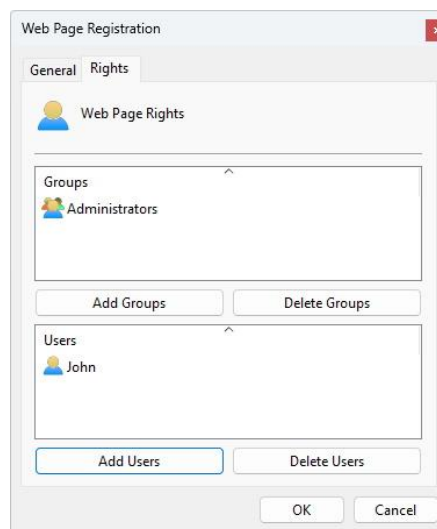 Web Page Registration
General Rights
Web Page Rights
Groups
Administrators
Add Groups Delete Groups
Users
John
Add Users Delete Users
OK Cancel